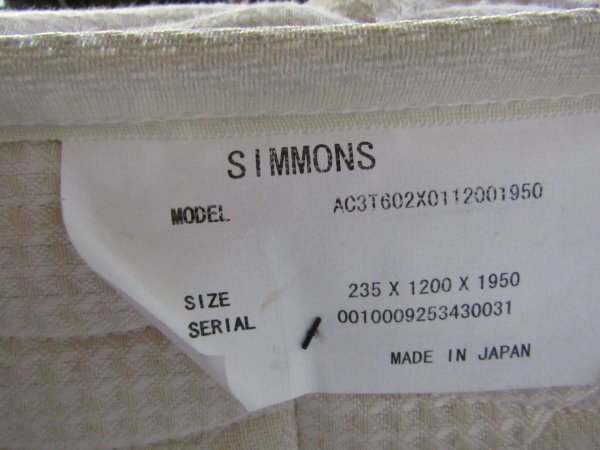 SIMMONS
MODEL AC3T602X0112001950
SIZE 235 X 1200 X 1950
SERIAL 0010009253430031
MADE IN JAPAN